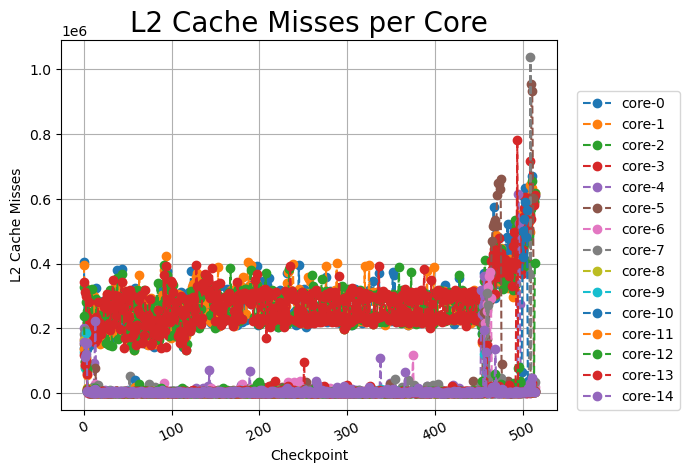 L2 Cache Misses per Core
1e6
1.0
0.8
0.6
0.4
0.2
0.0
L2 Cache Misses
0
100
200
300
400
500
Checkpoint
core-0
core-1
core-2
core-3
core-4
core-5
core-6
core-7
core-8
core-9
core-10
core-11
core-12
core-13
core-14